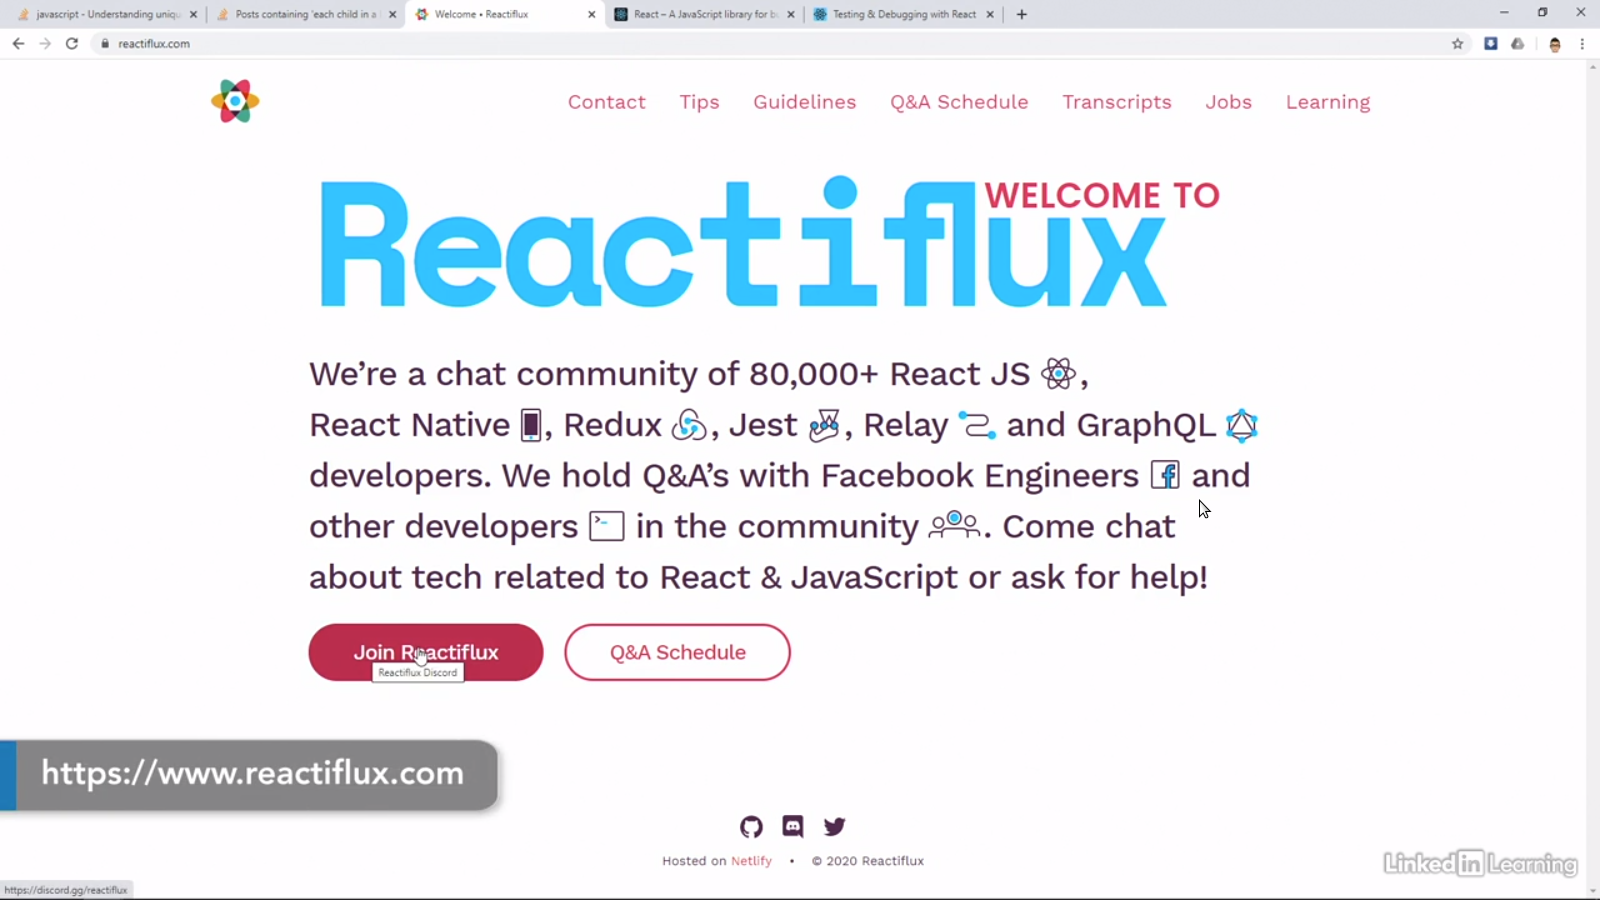 javascript - Understanding uniqu
Posts containing 'each child in a l
Welcome • Reactiflux
React – A JavaScript library for bu
Testing & Debugging with React
reactiflux.com
Contact
Tips
Guidelines
Q&A Schedule
Transcripts
Jobs
Learning
WELCOME TO
Reactiflux
We're a chat community of 80,000+ React JS ,
React Native , Redux , Jest , Relay and GraphQL
developers. We hold Q&A's with Facebook Engineers and
other developers in the community . Come chat
about tech related to React & JavaScript or ask for help!
Join Reactiflux
Q&A Schedule
Reactiflux Discord
https://www.reactiflux.com
Hosted on Netlify • © 2020 Reactiflux
LinkedIn Learning
https://discord.gg/reactiflux